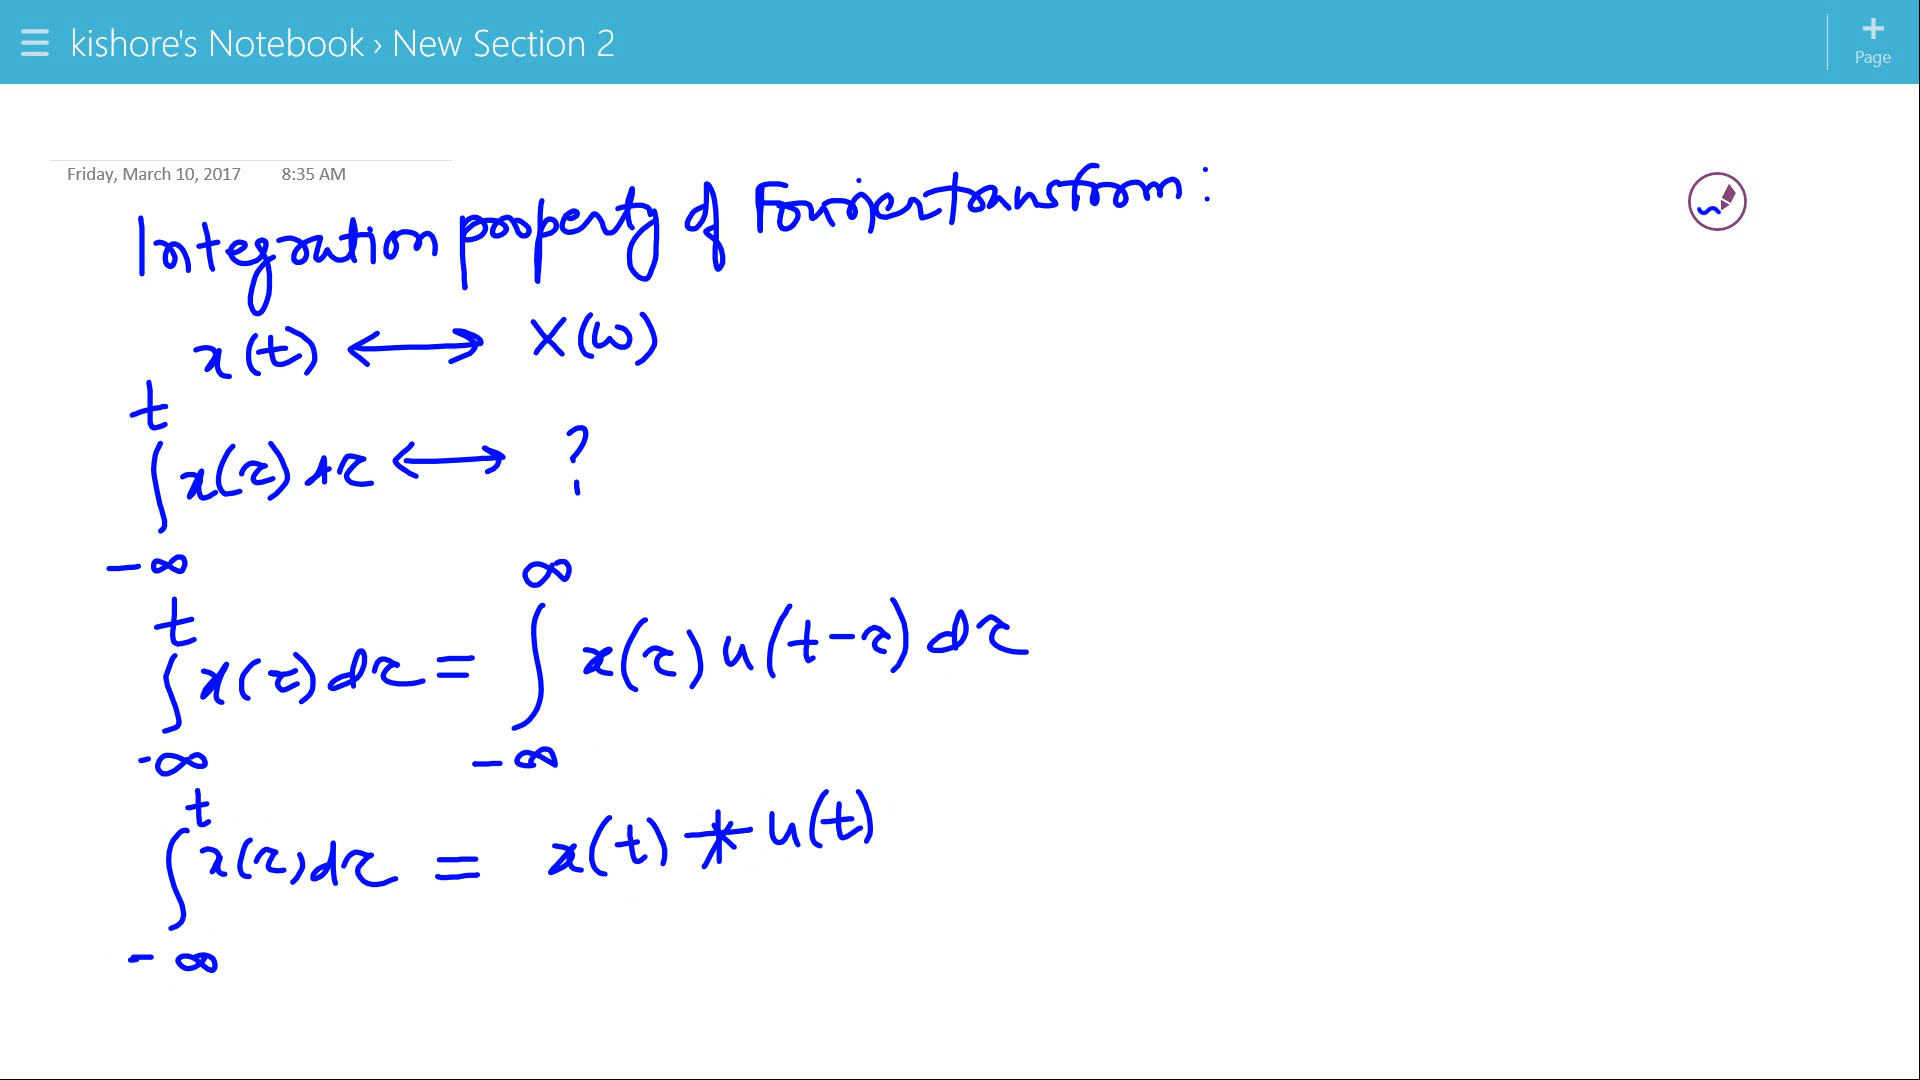 kishore's Notebook › New Section 2
+ Page
Friday, March 10, 2017 8:35 AM
Integration property of Fourier transform :
x(t) ⟷ X(ω)
∫_{-∞}^{t} x(τ) dτ ⟷ ?
∫_{-∞}^{t} x(τ) dτ = ∫_{-∞}^{∞} x(τ) u(t-τ) dτ
∫_{-∞}^{t} x(τ) dτ = x(t) * u(t)